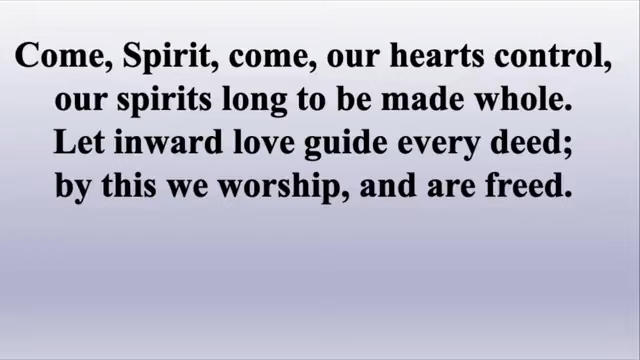 Come, Spirit, come, our hearts control,
our spirits long to be made whole.
Let inward love guide every deed;
by this we worship, and are freed.